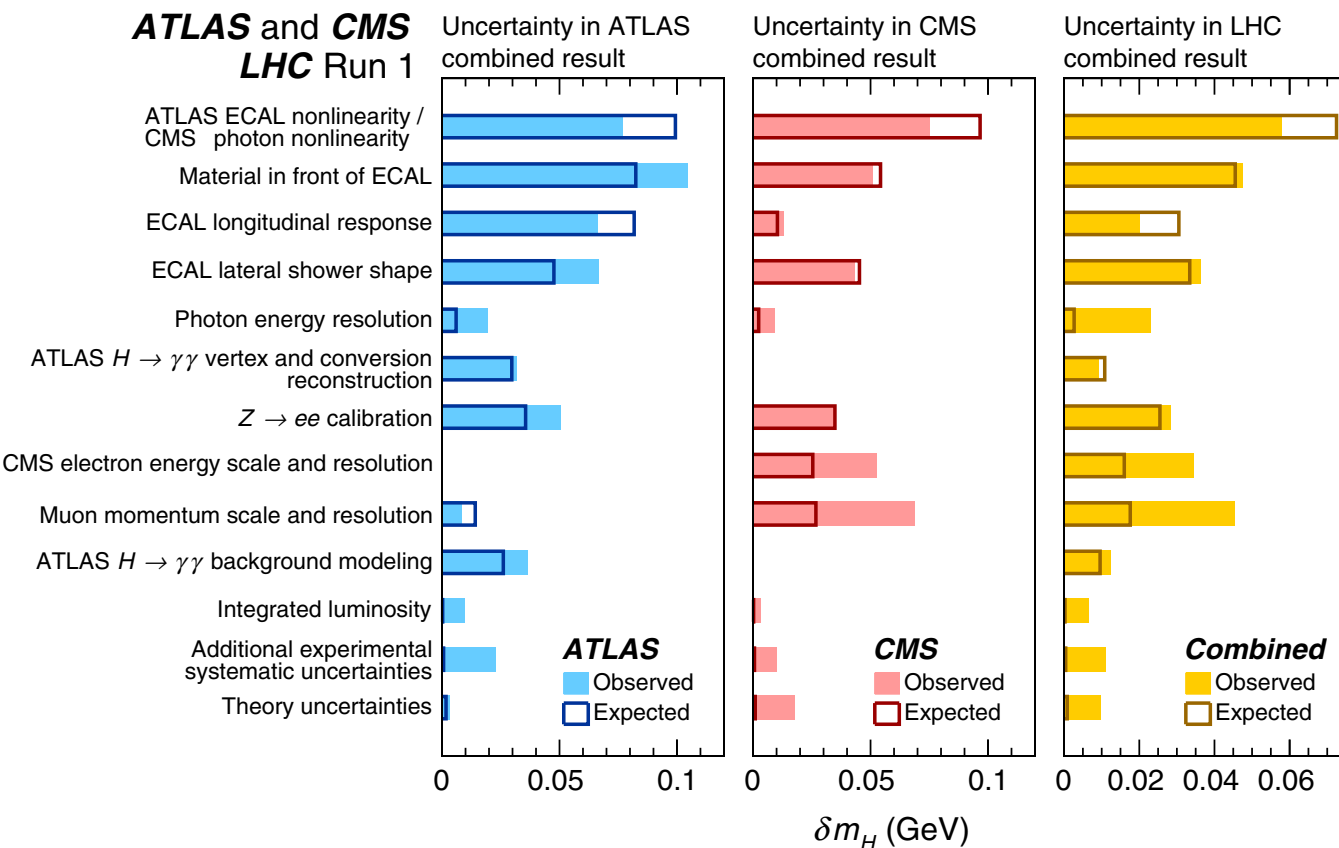 ATLAS and CMS
LHC Run 1
Uncertainty in ATLAS
combined result
Uncertainty in CMS
combined result
Uncertainty in LHC
combined result
ATLAS ECAL nonlinearity /
CMS photon nonlinearity
Material in front of ECAL
ECAL longitudinal response
ECAL lateral shower shape
Photon energy resolution
ATLAS H → γγ vertex and conversion
reconstruction
Z → ee calibration
CMS electron energy scale and resolution
Muon momentum scale and resolution
ATLAS H → γγ background modeling
Integrated luminosity
Additional experimental
systematic uncertainties
Theory uncertainties
ATLAS
Observed
Expected
CMS
Observed
Expected
Combined
Observed
Expected
0 0.05 0.1
0 0.05 0.1
0 0.02 0.04 0.06
δm_H (GeV)